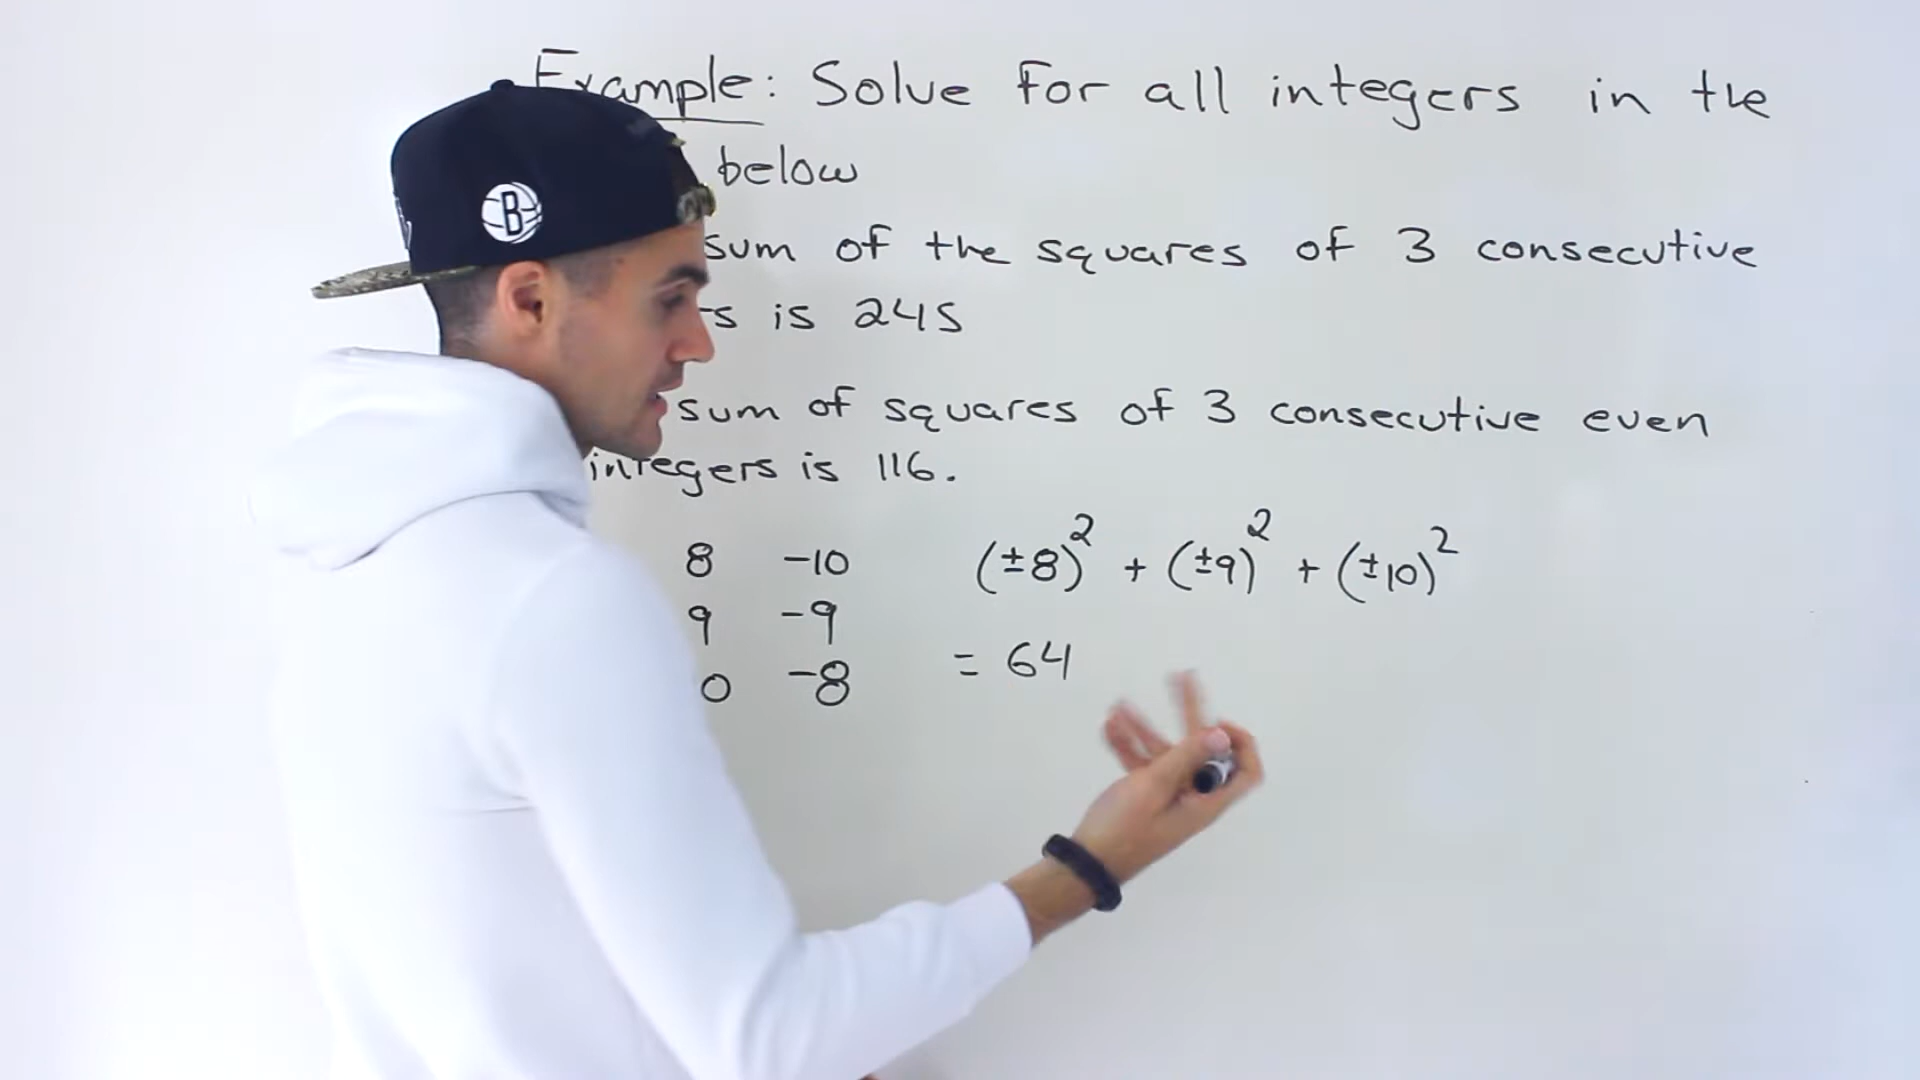 Example: Solve for all integers in the
below
sum of the squares of 3 consecutive
is 245
sum of squares of 3 consecutive even
integers is 116.
8 -10 (±8)² + (±9)² + (±10)²
9 -9
0 -8 = 64
B